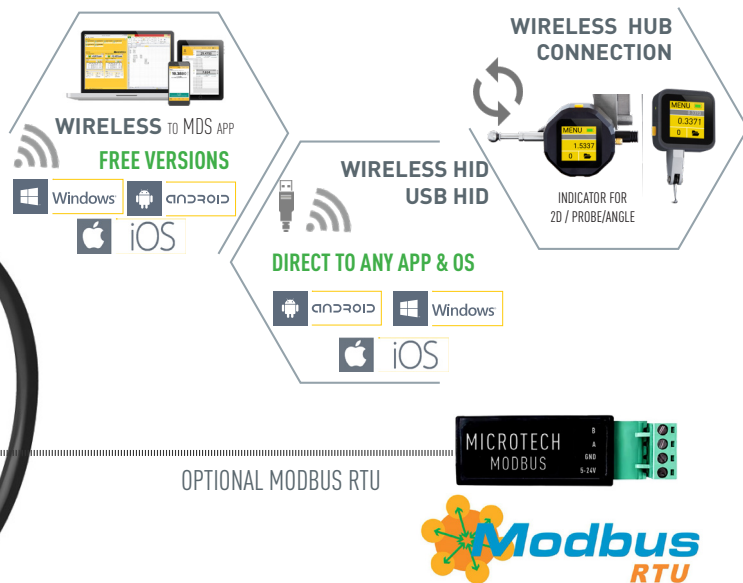 WIRELESS HUB
CONNECTION
MENU
1.5337
0
MENU
0.3371
0
INDICATOR FOR
2D / PROBE/ANGLE
WIRELESS TO MDS APP
FREE VERSIONS
Windows
android
iOS
WIRELESS HID
USB HID
DIRECT TO ANY APP & OS
android
Windows
iOS
OPTIONAL MODBUS RTU
MICROTECH
MODBUS
B
A
GND
5-24V
Modbus
RTU